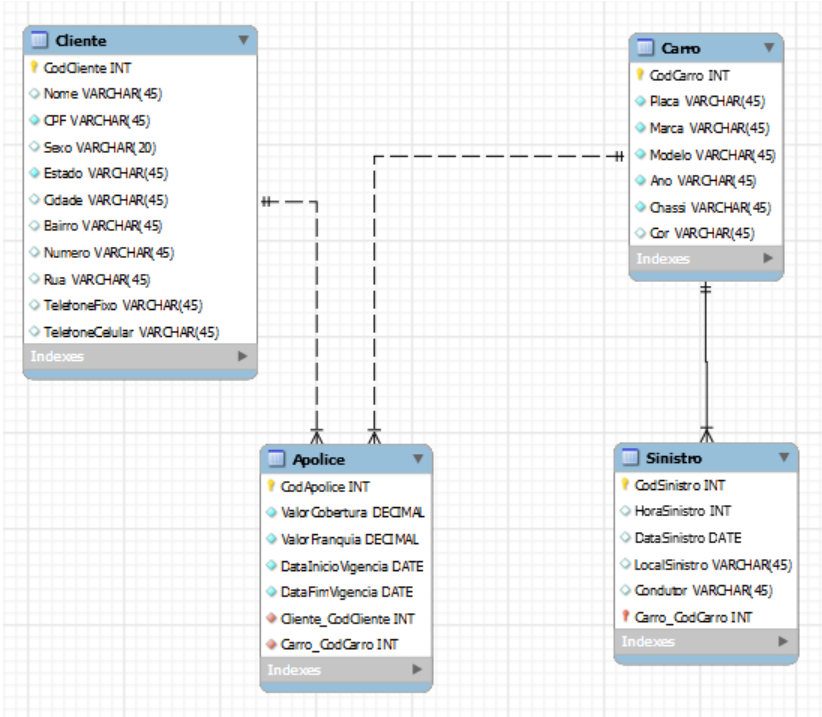 Cliente
CodCliente INT
Nome VARCHAR(45)
CPF VARCHAR(45)
Sexo VARCHAR(20)
Estado VARCHAR(45)
Cidade VARCHAR(45)
Bairro VARCHAR(45)
Numero VARCHAR(45)
Rua VARCHAR(45)
TelefoneFixo VARCHAR(45)
TelefoneCelular VARCHAR(45)
Indexes
Carro
CodCarro INT
Placa VARCHAR(45)
Marca VARCHAR(45)
Modelo VARCHAR(45)
Ano VARCHAR(45)
Chassi VARCHAR(45)
Cor VARCHAR(45)
Indexes
Apolice
CodApolice INT
ValorCobertura DECIMAL
ValorFranquia DECIMAL
DataInicioVigencia DATE
DataFimVigencia DATE
Cliente_CodCliente INT
Carro_CodCarro INT
Indexes
Sinistro
CodSinistro INT
HoraSinistro INT
DataSinistro DATE
LocalSinistro VARCHAR(45)
Condutor VARCHAR(45)
Carro_CodCarro INT
Indexes